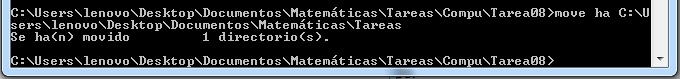 C:\Users\lenovo\Desktop\Documentos\Matemáticas\Tareas\Compu\Tarea08>move ha C:\U
sers\lenovo\Desktop\Documentos\Matemáticas\Tareas
Se ha(n) movido        1 directorio(s).
C:\Users\lenovo\Desktop\Documentos\Matemáticas\Tareas\Compu\Tarea08>